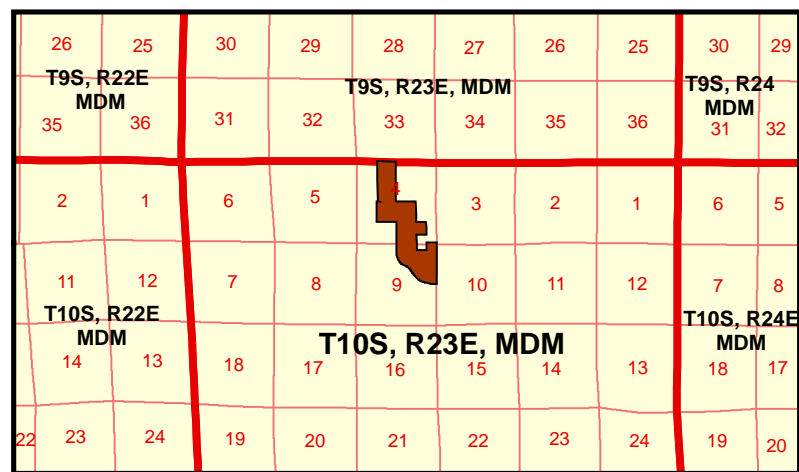 26 25 30 29 28 27 26 25 30 29
T9S, R22E
MDM
T9S, R23E, MDM
T9S, R24
MDM
35 36 31 32 33 34 35 36 31 32
2 1 6 5 4 3 2 1 6 5
11 12 7 8 9 10 11 12 7 8
T10S, R22E
MDM
T10S, R23E, MDM
T10S, R24E
MDM
14 13 18 17 16 15 14 13 18 17
22 23 24 19 20 21 22 23 24 19 20